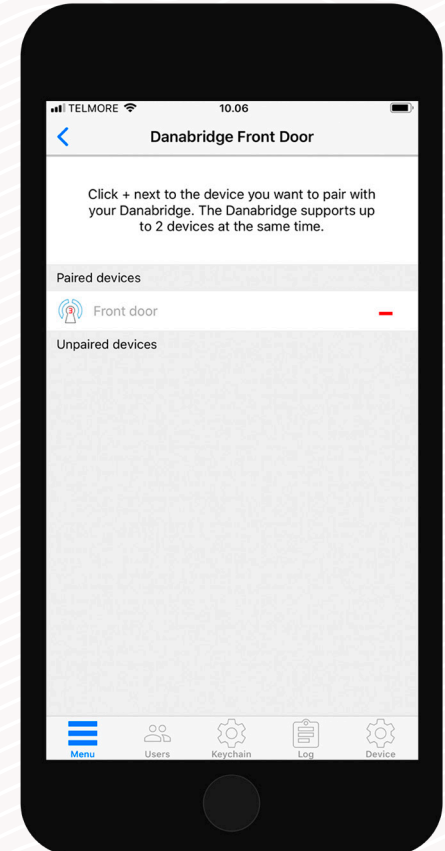 TELMORE 10.06
Danabridge Front Door
Click + next to the device you want to pair with
your Danabridge. The Danabridge supports up
to 2 devices at the same time.
Paired devices
3 Front door
Unpaired devices
Menu Users Keychain Log Device